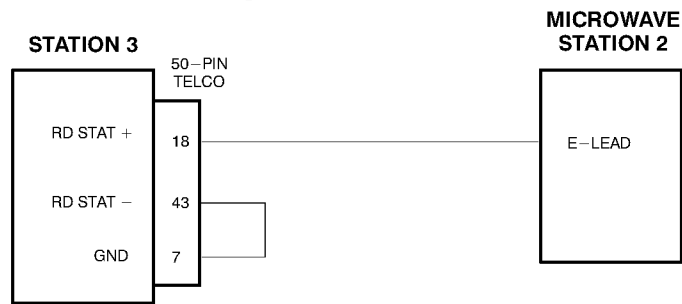 MICROWAVE
STATION 2
STATION 3
50–PIN
TELCO
RD STAT + 18
E–LEAD
RD STAT – 43
GND 7